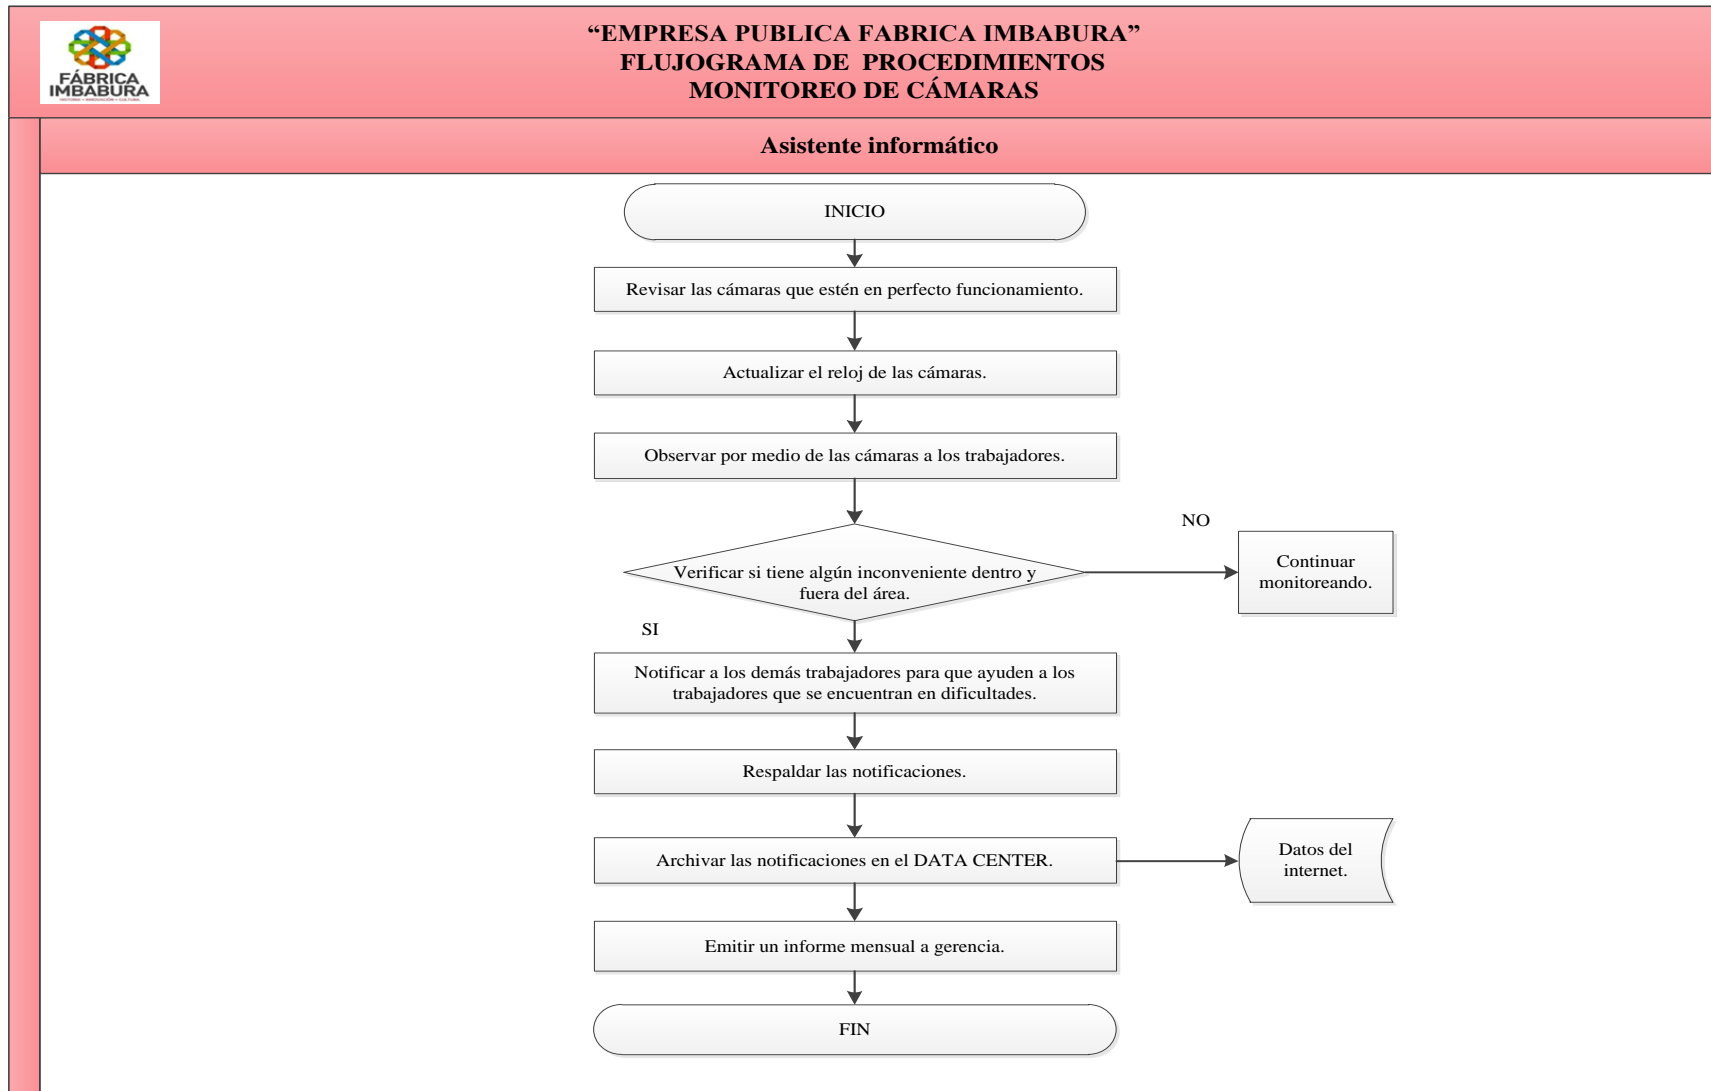 “EMPRESA PUBLICA FABRICA IMBABURA”
FLUJOGRAMA DE PROCEDIMIENTOS
MONITOREO DE CÁMARAS
FÁBRICA
IMBABURA
HISTORIA + INNOVACIÓN + CULTURA
Asistente informático
INICIO
Revisar las cámaras que estén en perfecto funcionamiento.
Actualizar el reloj de las cámaras.
Observar por medio de las cámaras a los trabajadores.
NO
Verificar si tiene algún inconveniente dentro y
fuera del área.
Continuar
monitoreando.
SI
Notificar a los demás trabajadores para que ayuden a los
trabajadores que se encuentran en dificultades.
Respaldar las notificaciones.
Archivar las notificaciones en el DATA CENTER.
Datos del
internet.
Emitir un informe mensual a gerencia.
FIN